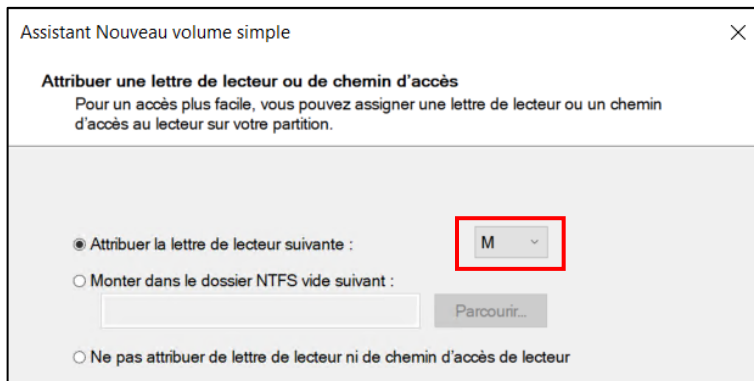 Assistant Nouveau volume simple
Attribuer une lettre de lecteur ou de chemin d'accès
Pour un accès plus facile, vous pouvez assigner une lettre de lecteur ou un chemin
d'accès au lecteur sur votre partition.
Attribuer la lettre de lecteur suivante :
M
Monter dans le dossier NTFS vide suivant :
Parcourir...
Ne pas attribuer de lettre de lecteur ni de chemin d'accès de lecteur